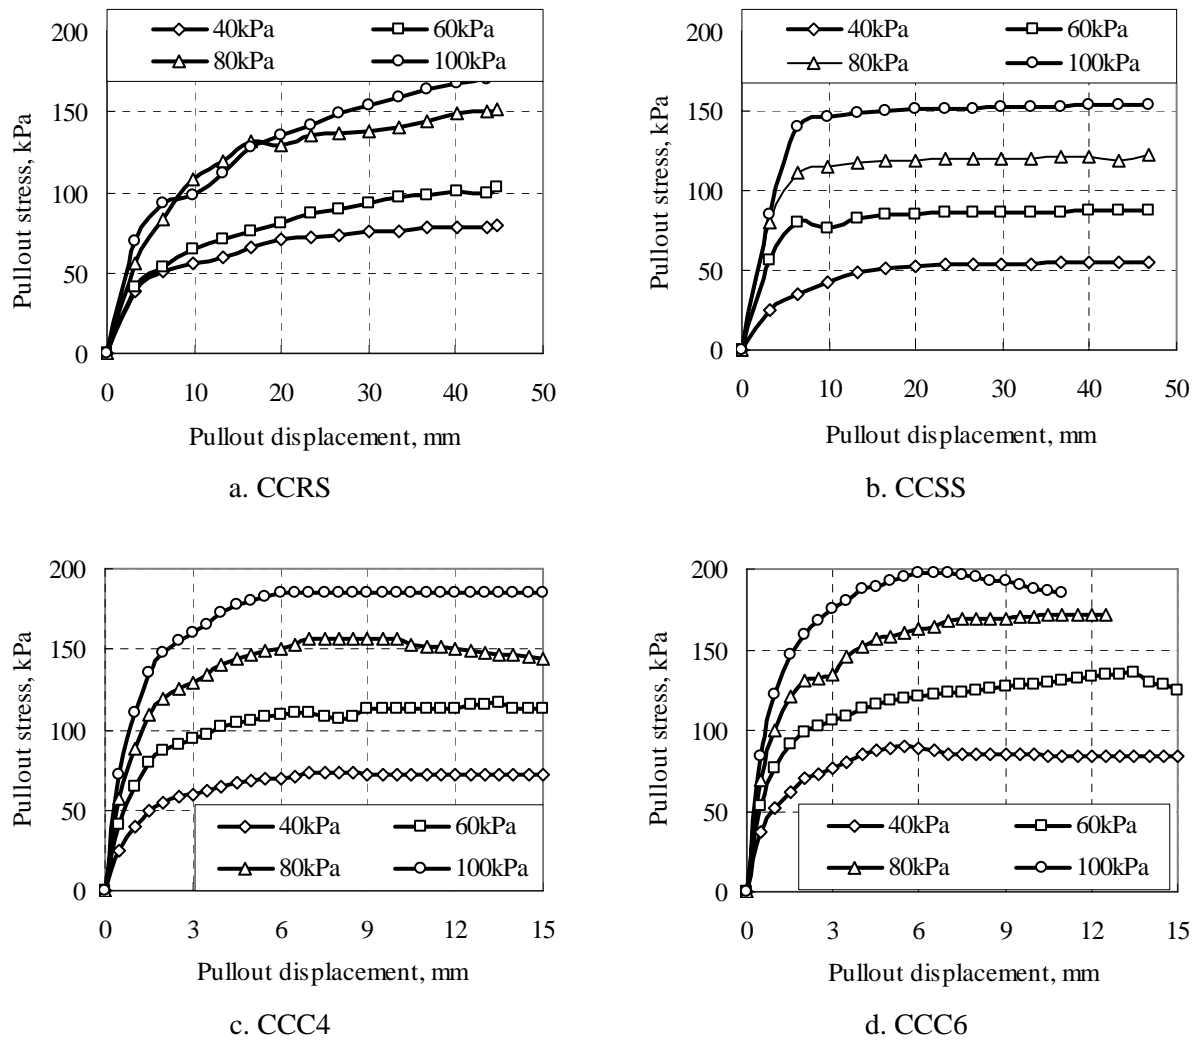 200
150
100
50
0
Pullout stress, kPa
40kPa 60kPa
80kPa 100kPa
0 10 20 30 40 50
Pullout displacement, mm
a. CCRS
200
150
100
50
0
Pullout stress, kPa
40kPa 60kPa
80kPa 100kPa
0 10 20 30 40 50
Pullout displacement, mm
b. CCSS
200
150
100
50
0
Pullout stress, kPa
40kPa 60kPa
80kPa 100kPa
0 3 6 9 12 15
Pullout displacement, mm
c. CCC4
200
150
100
50
0
Pullout stress, kPa
40kPa 60kPa
80kPa 100kPa
0 3 6 9 12 15
Pullout displacement, mm
d. CCC6